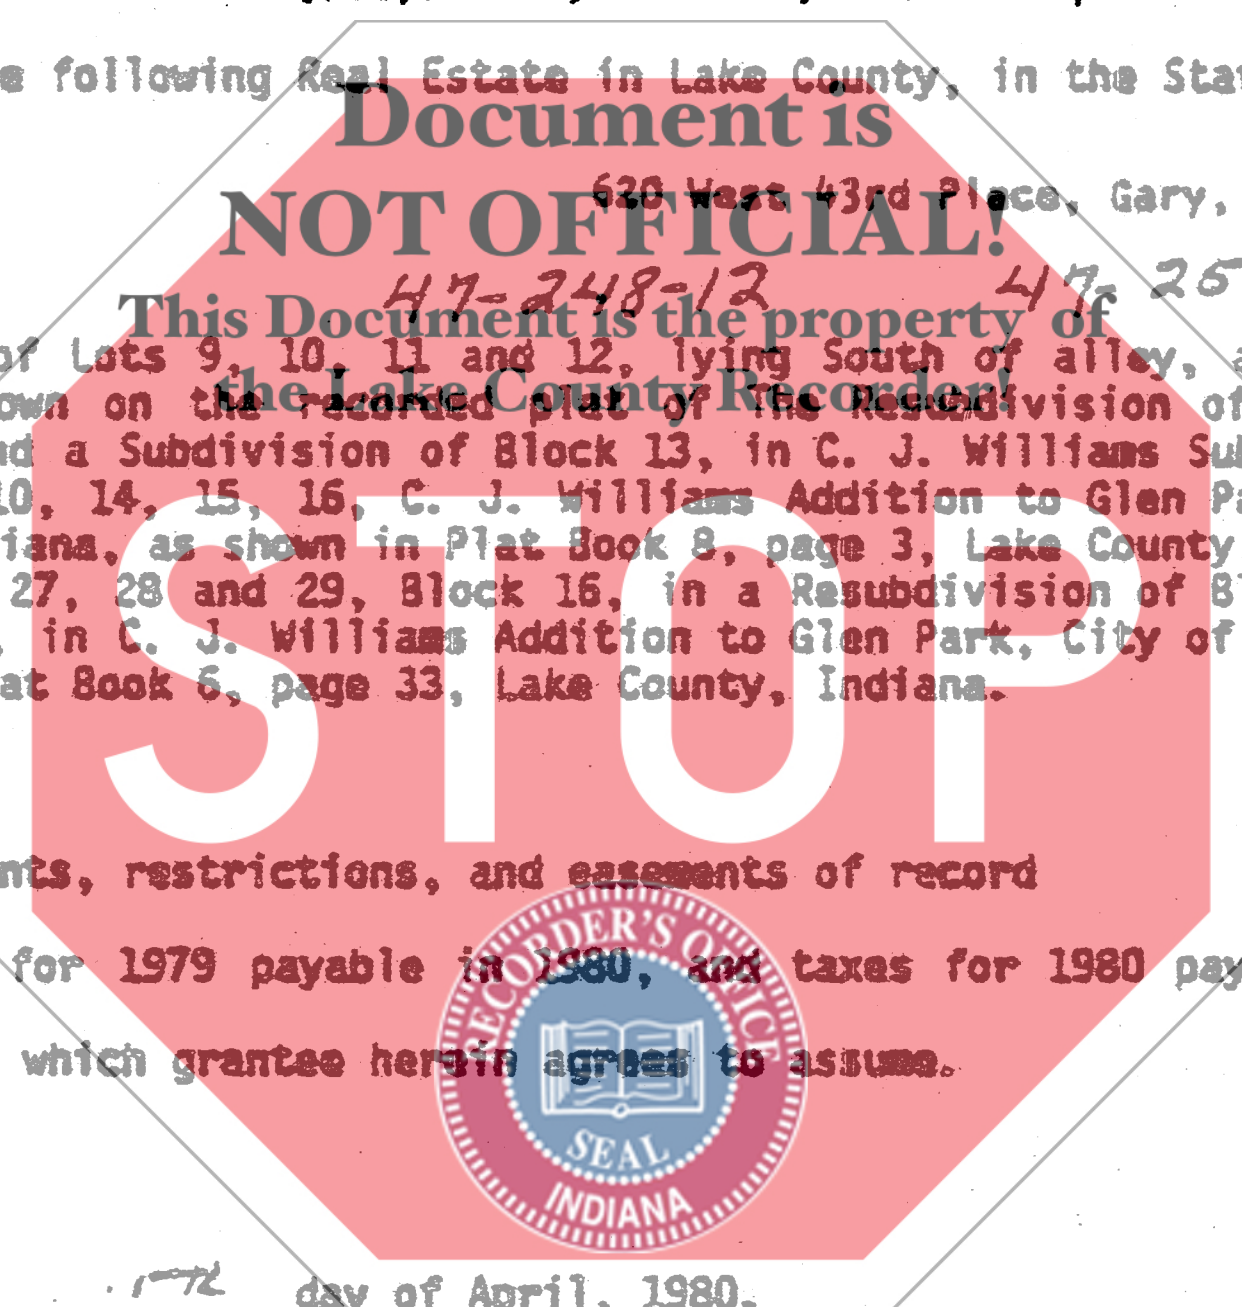 e following Real Estate in Lake County, in the Stat
Document is
620 West 43rd Place, Gary,
NOT OFFICIAL!
47-248-12 47-25
This Document is the property of
of Lots 9, 10, 11 and 12, lying South of alley, a
the Lake County Recorder!
own on the recorded plat of the Resubdivision of
nd a Subdivision of Block 13, in C. J. Williams Sub
10, 14, 15, 16, C. J. Williams Addition to Glen Pa
iana, as shown in Plat Book 8, page 3, Lake County
27, 28 and 29, Block 16, in a Resubdivision of Bl
, in C. J. Williams Addition to Glen Park, City of
at Book 6, page 33, Lake County, Indiana.
STOP
nts, restrictions, and easements of record
for 1979 payable in 1980, and taxes for 1980 pay
which grantee herein agrees to assume.
RECORDER'S OFFICE
SEAL
INDIANA
day of April, 1980.